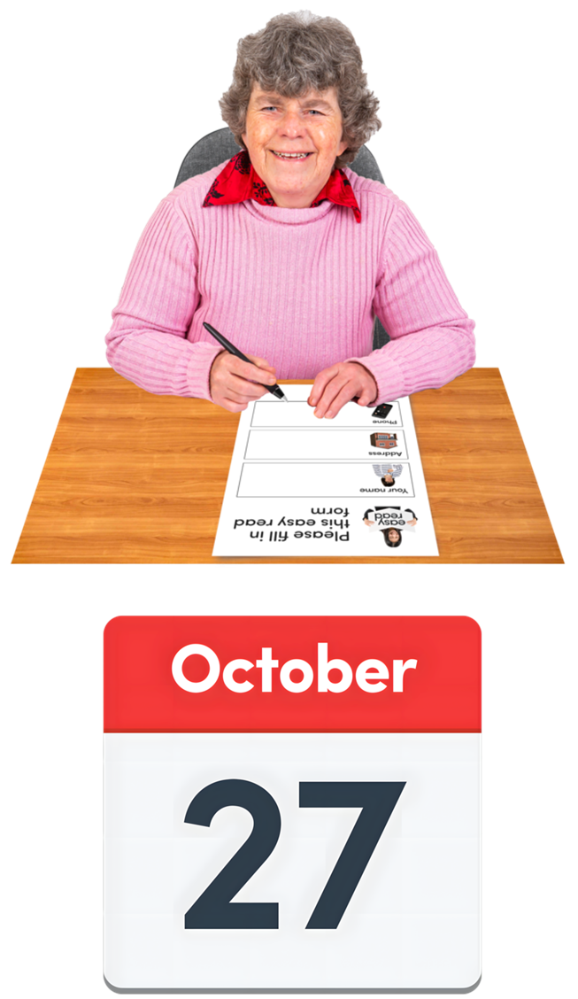 Phone
Address
Your name
easy
read
Please fill in
this easy read
form
October
27